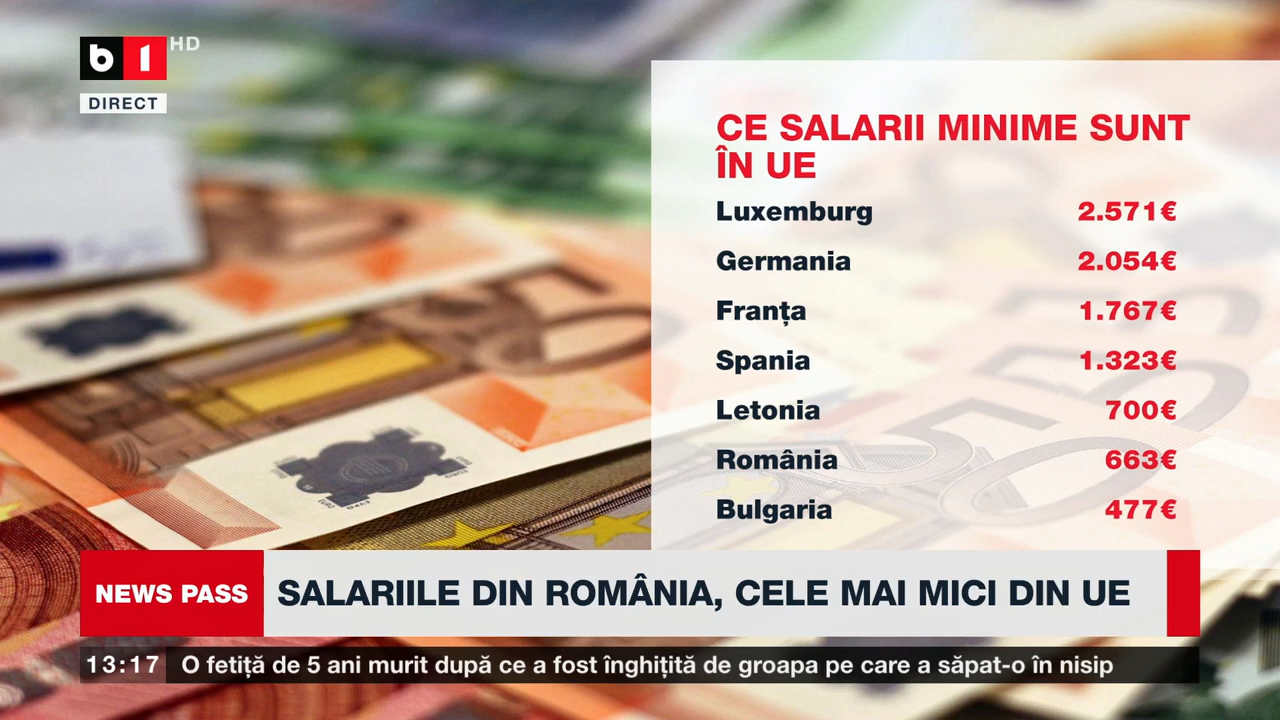 b1 HD
DIRECT
CE SALARII MINIME SUNT
ÎN UE
Luxemburg 2.571€
Germania 2.054€
Franța 1.767€
Spania 1.323€
Letonia 700€
România 663€
Bulgaria 477€
NEWS PASS SALARIILE DIN ROMÂNIA, CELE MAI MICI DIN UE
13:17 O fetiță de 5 ani murit după ce a fost înghițită de groapa pe care a săpat-o în nisip